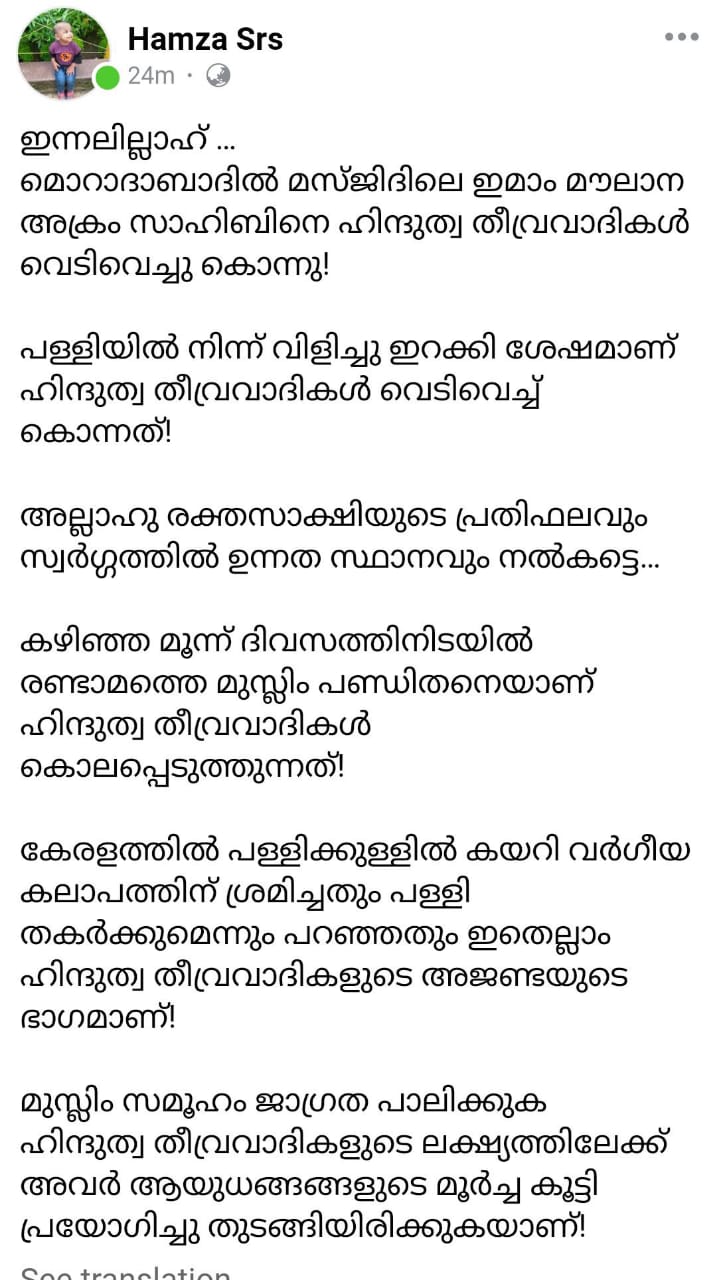 Hamza Srs
24m ·
ഇന്നലില്ലാഹ് ...
മൊറാദാബാദിൽ മസ്ജിദിലെ ഇമാം മൗലാന
അക്രം സാഹിബിനെ ഹിന്ദുത്വ തീവ്രവാദികൾ
വെടിവെച്ചു കൊന്നു!
പള്ളിയിൽ നിന്ന് വിളിച്ചു ഇറക്കി ശേഷമാണ്
ഹിന്ദുത്വ തീവ്രവാദികൾ വെടിവെച്ച്
കൊന്നത്!
അല്ലാഹു രക്തസാക്ഷിയുടെ പ്രതിഫലവും
സ്വർഗ്ഗത്തിൽ ഉന്നത സ്ഥാനവും നൽകട്ടെ...
കഴിഞ്ഞ മൂന്ന് ദിവസത്തിനിടയിൽ
രണ്ടാമത്തെ മുസ്ലിം പണ്ഡിതനെയാണ്
ഹിന്ദുത്വ തീവ്രവാദികൾ
കൊലപ്പെടുത്തുന്നത്!
കേരളത്തിൽ പള്ളിക്കുള്ളിൽ കയറി വർഗീയ
കലാപത്തിന് ശ്രമിച്ചതും പള്ളി
തകർക്കുമെന്നും പറഞ്ഞതും ഇതെല്ലാം
ഹിന്ദുത്വ തീവ്രവാദികളുടെ അജണ്ടയുടെ
ഭാഗമാണ്!
മുസ്ലിം സമൂഹം ജാഗ്രത പാലിക്കുക
ഹിന്ദുത്വ തീവ്രവാദികളുടെ ലക്ഷ്യത്തിലേക്ക്
അവർ ആയുധങ്ങങ്ങളുടെ മൂർച്ച കൂട്ടി
പ്രയോഗിച്ചു തുടങ്ങിയിരിക്കുകയാണ്!
See translation